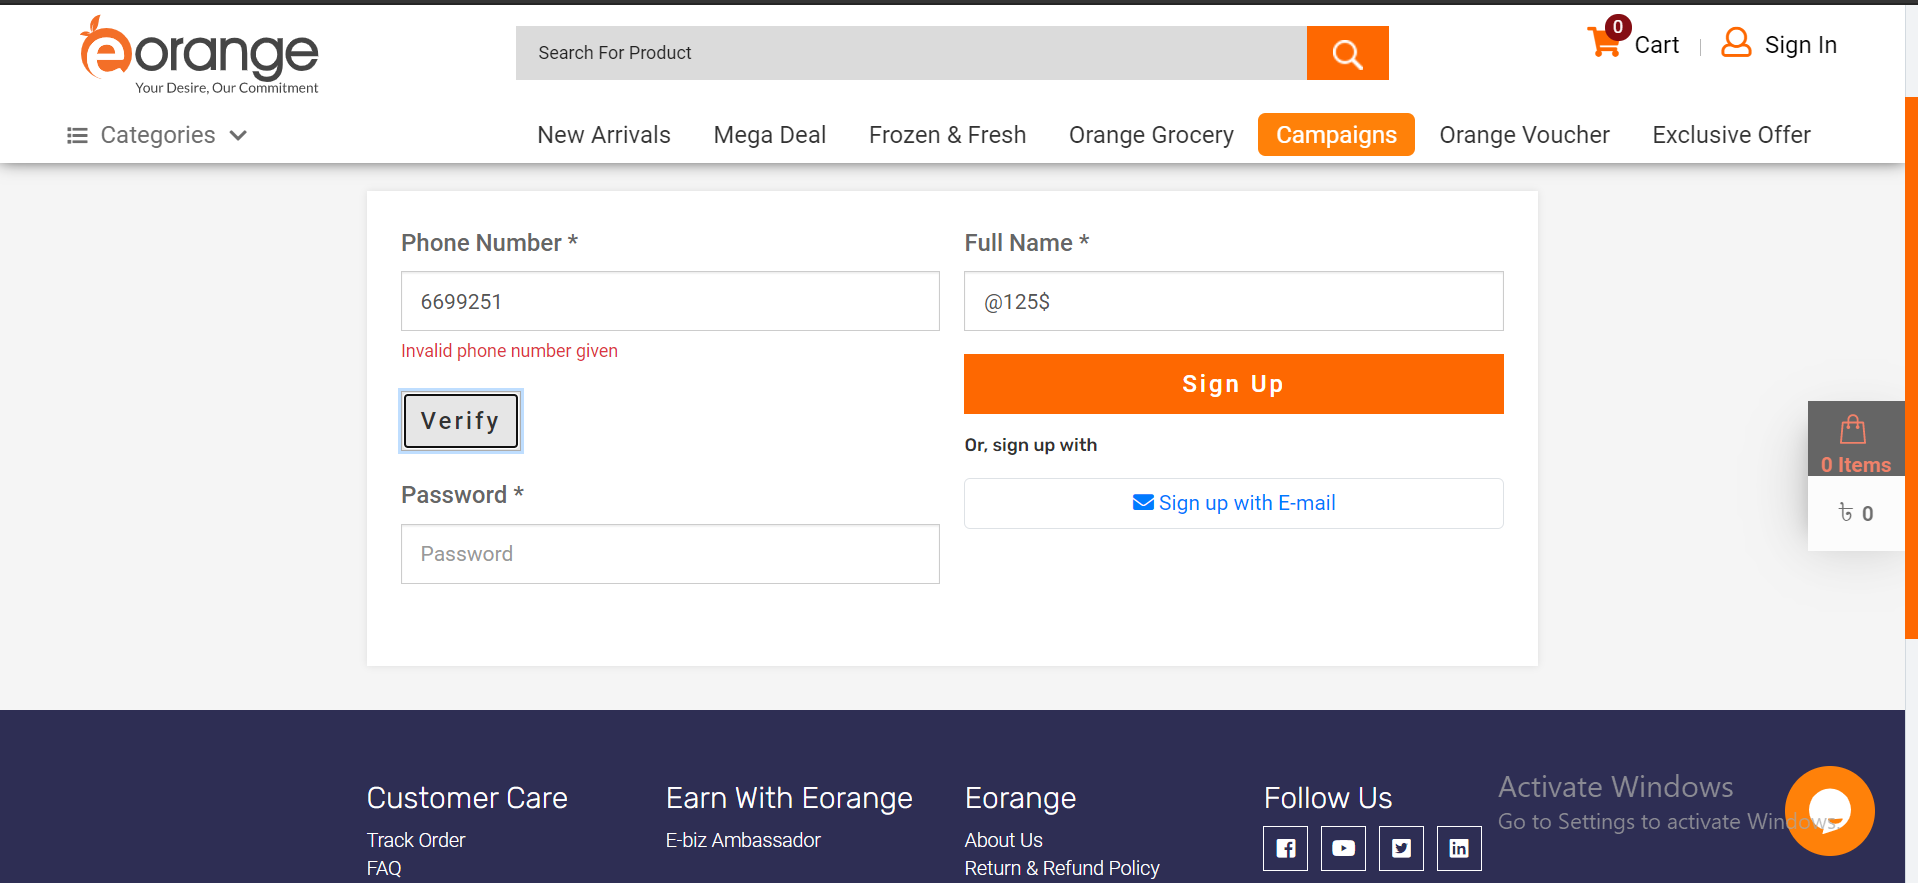 eorange
Your Desire, Our Commitment
Search For Product
0
Cart
Sign In
Categories
New Arrivals
Mega Deal
Frozen & Fresh
Orange Grocery
Campaigns
Orange Voucher
Exclusive Offer
Phone Number *
6699251
Invalid phone number given
Verify
Password *
Password
Full Name *
@125$
Sign Up
Or, sign up with
Sign up with E-mail
0 Items
৳ 0
Customer Care
Track Order
FAQ
Earn With Eorange
E-biz Ambassador
Eorange
About Us
Return & Refund Policy
Follow Us
Activate Windows
Go to Settings to activate Windows.